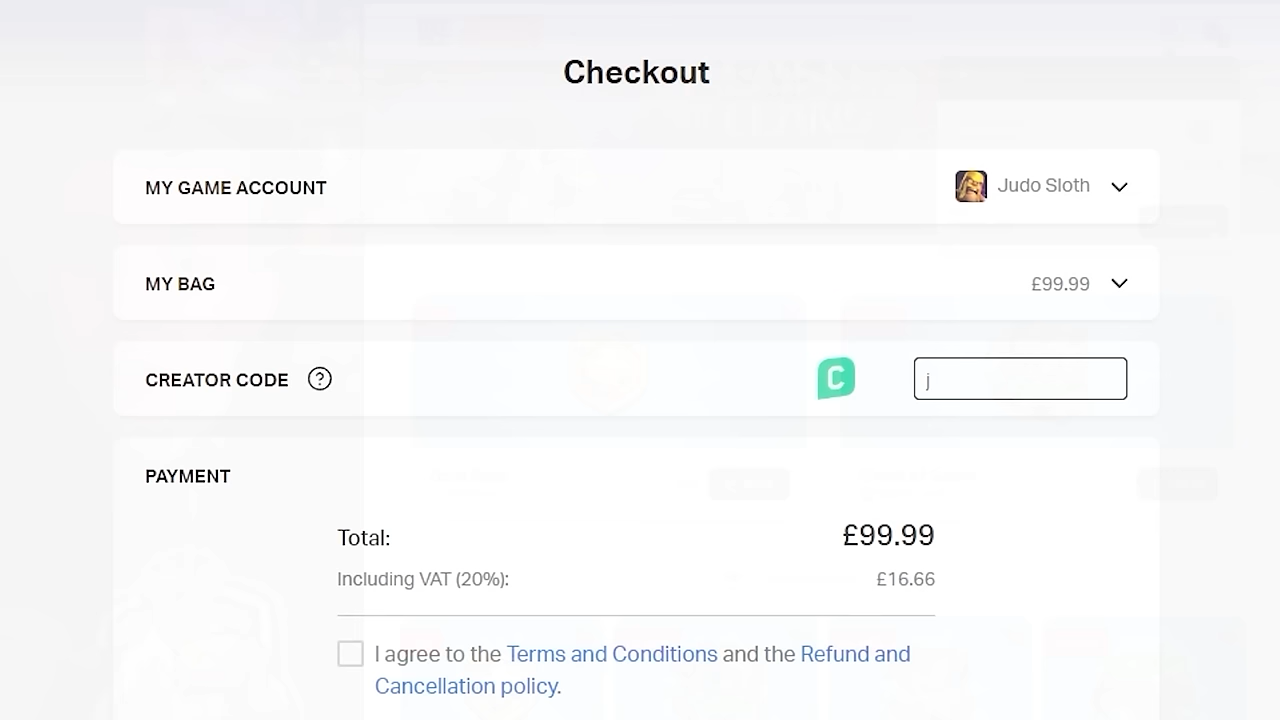 Checkout
MY GAME ACCOUNT
Judo Sloth
MY BAG
£99.99
CREATOR CODE ?
C
j
PAYMENT
Total:
£99.99
Including VAT (20%):
£16.66
I agree to the Terms and Conditions and the Refund and
Cancellation policy.